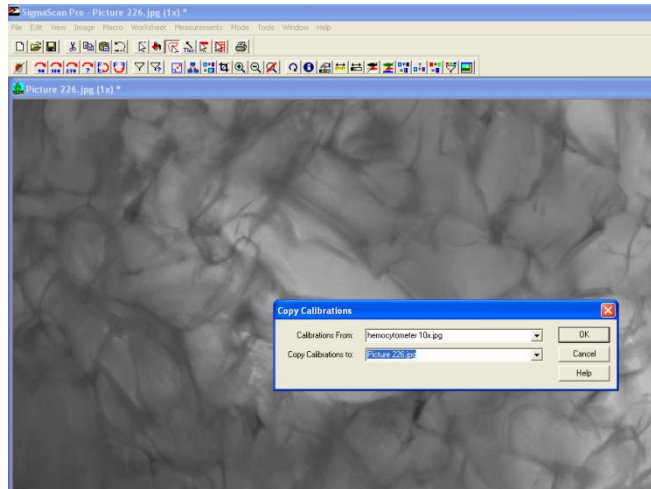 SigmaScan Pro - Picture 226.jpg (1x) *
File Edit View Image Macro Worksheet Measurements Mode Tools Window Help
Picture 226.jpg (1x) *
Copy Calibrations
Calibrations From: hemocytometer 10x.jpg OK
Copy Calibrations to: Picture 226.jpg Cancel
Help